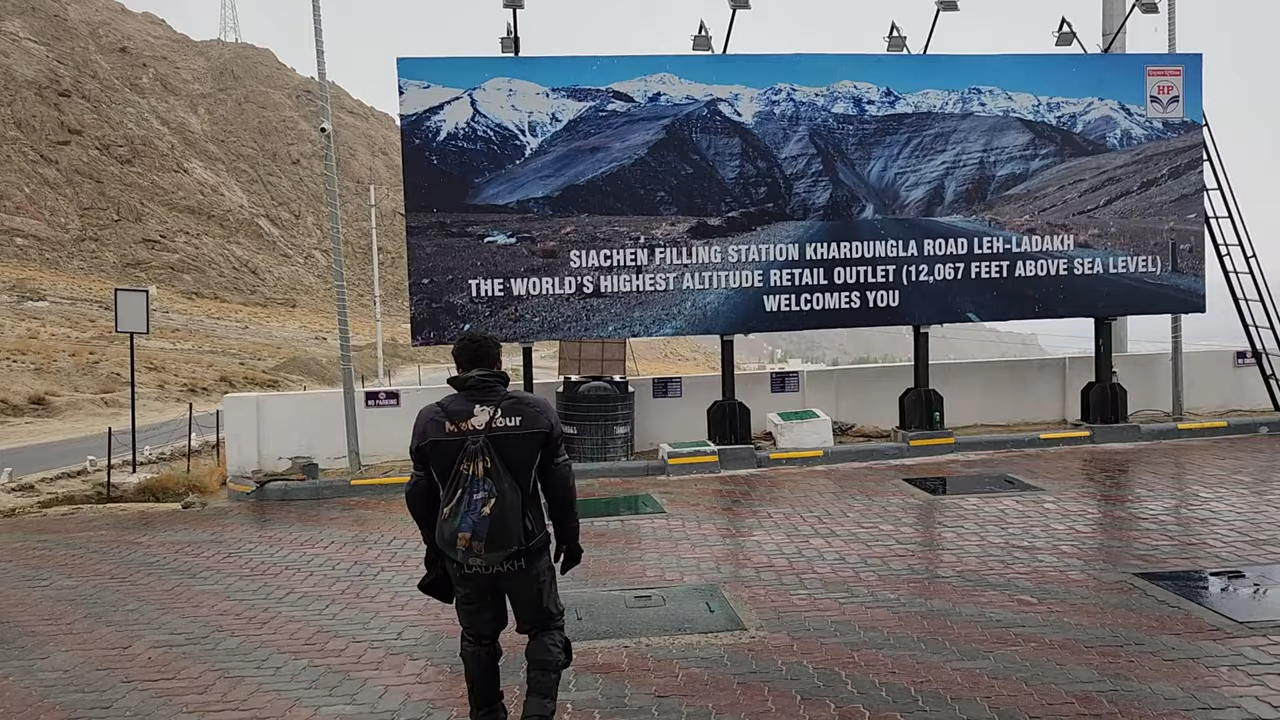 हिन्दुस्तान पेट्रोलियम
HP
SIACHEN FILLING STATION KHARDUNGLA ROAD LEH-LADAKH
THE WORLD'S HIGHEST ALTITUDE RETAIL OUTLET (12,067 FEET ABOVE SEA LEVEL)
WELCOMES YOU
NO PARKING
LADAKH